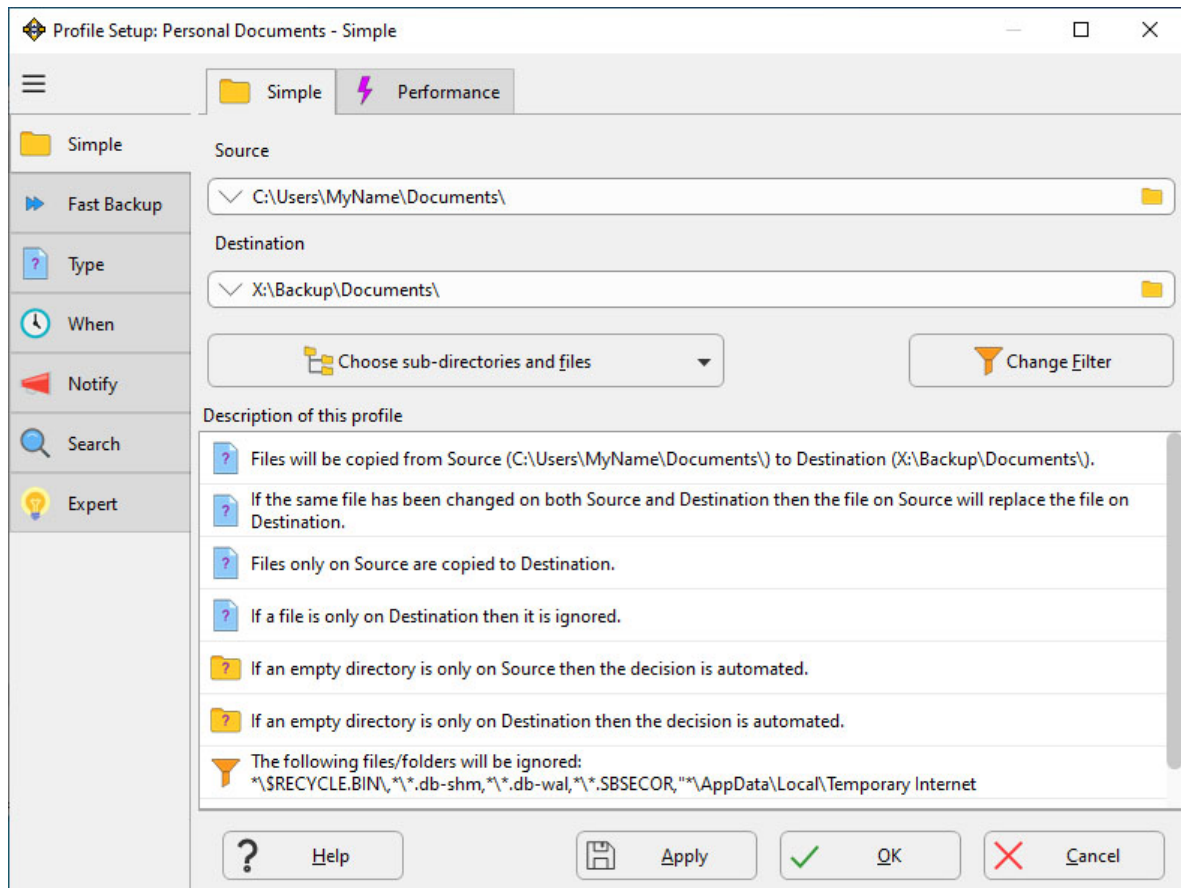 Profile Setup: Personal Documents - Simple
Simple
Performance
Simple
Fast Backup
Type
When
Notify
Search
Expert
Source
C:\Users\MyName\Documents\
Destination
X:\Backup\Documents\
Choose sub-directories and files
Change Filter
Description of this profile
Files will be copied from Source (C:\Users\MyName\Documents\) to Destination (X:\Backup\Documents\).
If the same file has been changed on both Source and Destination then the file on Source will replace the file on
Destination.
Files only on Source are copied to Destination.
If a file is only on Destination then it is ignored.
If an empty directory is only on Source then the decision is automated.
If an empty directory is only on Destination then the decision is automated.
The following files/folders will be ignored:
*\$RECYCLE.BIN\,*\*.db-shm,*\*.db-wal,*\*.SBSECOR,"*\AppData\Local\Temporary Internet
Help
Apply
OK
Cancel